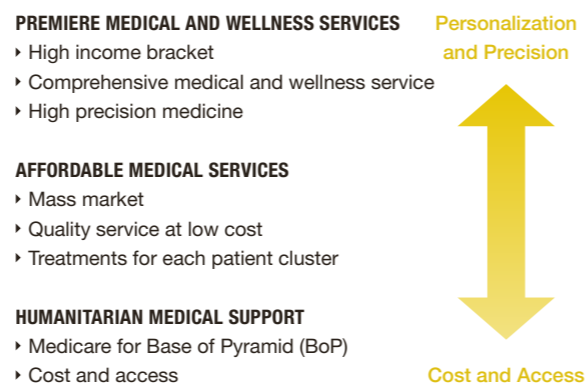 PREMIERE MEDICAL AND WELLNESS SERVICES
‣ High income bracket
‣ Comprehensive medical and wellness service
‣ High precision medicine
Personalization
and Precision
AFFORDABLE MEDICAL SERVICES
‣ Mass market
‣ Quality service at low cost
‣ Treatments for each patient cluster
HUMANITARIAN MEDICAL SUPPORT
‣ Medicare for Base of Pyramid (BoP)
‣ Cost and access
Cost and Access